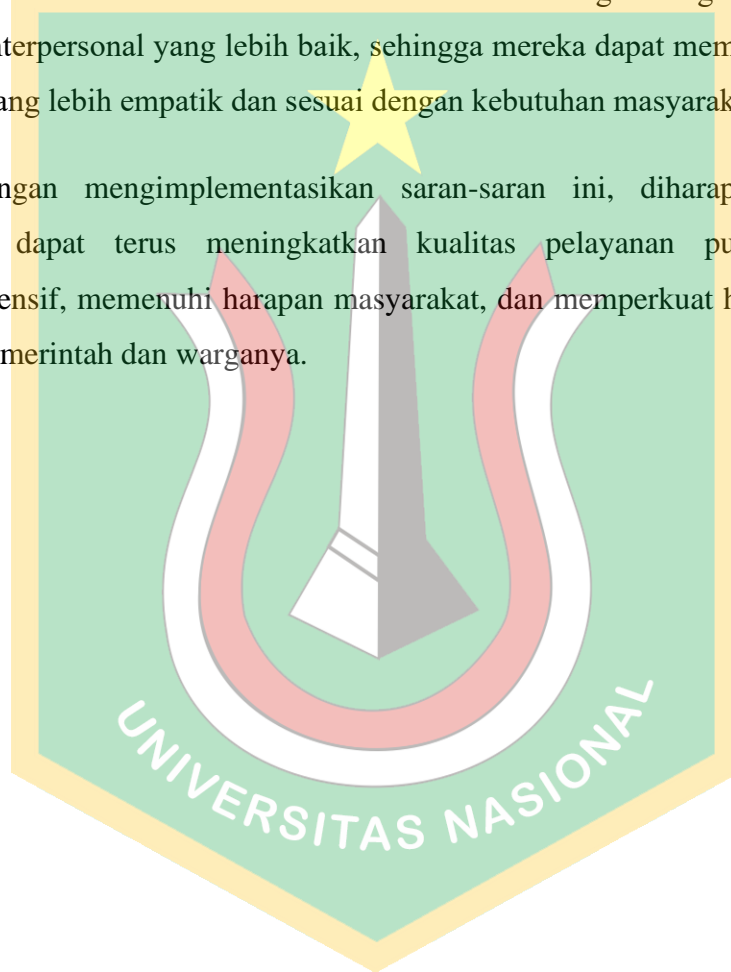 nterpersonal yang lebih baik, sehingga mereka dapat mem
ang lebih empatik dan sesuai dengan kebutuhan masyarak
ngan mengimplementasikan saran-saran ini, diharap
dapat terus meningkatkan kualitas pelayanan pu
ensif, memenuhi harapan masyarakat, dan memperkuat h
merintah dan warganya.
UNIVERSITAS NASIONAL